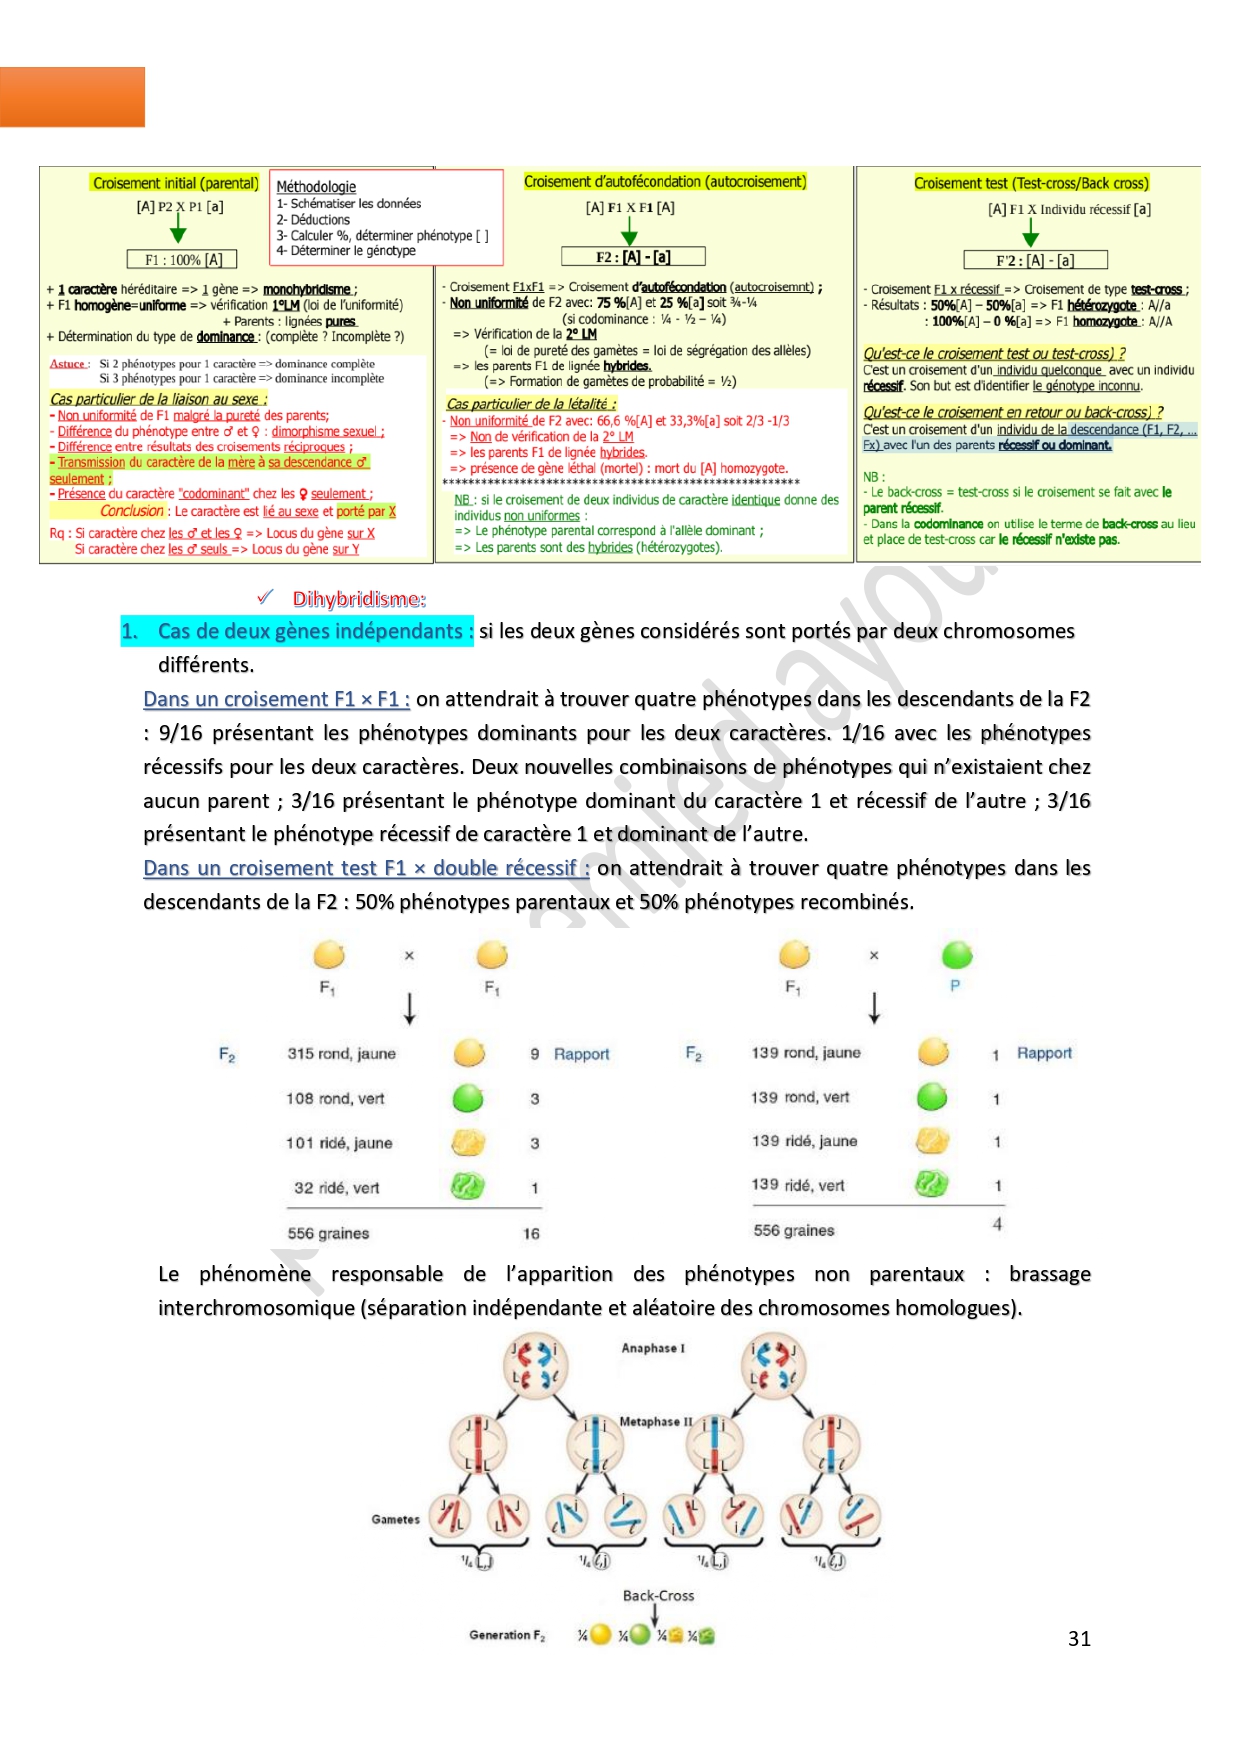 Croisement initial (parental)
[A] P2 X P1 [a]
F1 : 100% [A]
Méthodologie
1- Schématiser les données
2- Déductions
3- Calculer %, déterminer phénotype [ ]
4- Déterminer le génotype
+ 1 caractère héréditaire => 1 gène => monohybridisme ;
+ F1 homogène=uniforme => vérification 1°LM (loi de l'uniformité)
+ Parents : lignées pures
+ Détermination du type de dominance : (complète ? Incomplète ?)
Astuce : Si 2 phénotypes pour 1 caractère => dominance complète
Si 3 phénotypes pour 1 caractère => dominance incomplète
Cas particulier de la liaison au sexe :
- Non uniformité de F1 malgré la pureté des parents;
- Différence du phénotype entre ♂ et ♀ : dimorphisme sexuel ;
- Différence entre résultats des croisements réciproques ;
- Transmission du caractère de la mère à sa descendance ♂
seulement ;
- Présence du caractère "codominant" chez les ♀ seulement ;
Conclusion : Le caractère est lié au sexe et porté par X
Rq : Si caractère chez les ♂ et les ♀ => Locus du gène sur X
Si caractère chez les ♂ seuls => Locus du gène sur Y
Croisement d'autofécondation (autocroisement)
[A] F1 X F1 [A]
F2 : [A] - [a]
- Croisement F1xF1 => Croisement d'autofécondation (autocroisemnt) ;
- Non uniformité de F2 avec: 75 %[A] et 25 %[a] soit ¾-¼
(si codominance : ¼ - ½ – ¼)
=> Vérification de la 2° LM
(= loi de pureté des gamètes = loi de ségrégation des allèles)
=> les parents F1 de lignée hybrides.
(=> Formation de gamètes de probabilité = ½)
Cas particulier de la létalité :
- Non uniformité de F2 avec: 66,6 %[A] et 33,3%[a] soit 2/3 -1/3
=> Non de vérification de la 2° LM
=> les parents F1 de lignée hybrides.
=> présence de gène léthal (mortel) : mort du [A] homozygote.
**********************************************************
NB : si le croisement de deux individus de caractère identique donne des
individus non uniformes :
=> Le phénotype parental correspond à l'allèle dominant ;
=> Les parents sont des hybrides (hétérozygotes).
Croisement test (Test-cross/Back cross)
[A] F1 X Individu récessif [a]
F'2 : [A] - [a]
- Croisement F1 x récessif => Croisement de type test-cross ;
- Résultats : 50%[A] – 50%[a] => F1 hétérozygote : A//a
: 100%[A] – 0 %[a] => F1 homozygote : A//A
Qu'est-ce le croisement test ou test-cross) ?
C'est un croisement d'un individu quelconque avec un individu
récessif. Son but est d'identifier le génotype inconnu.
Qu'est-ce le croisement en retour ou back-cross) ?
C'est un croisement d'un individu de la descendance (F1, F2, ...
Fx) avec l'un des parents récessif ou dominant.
NB :
- Le back-cross = test-cross si le croisement se fait avec le
parent récessif.
- Dans la codominance on utilise le terme de back-cross au lieu
et place de test-cross car le récessif n'existe pas.
✓ Dihybridisme:
1. Cas de deux gènes indépendants : si les deux gènes considérés sont portés par deux chromosomes
différents.
Dans un croisement F1 × F1 : on attendrait à trouver quatre phénotypes dans les descendants de la F2
: 9/16 présentant les phénotypes dominants pour les deux caractères. 1/16 avec les phénotypes
récessifs pour les deux caractères. Deux nouvelles combinaisons de phénotypes qui n'existaient chez
aucun parent ; 3/16 présentant le phénotype dominant du caractère 1 et récessif de l'autre ; 3/16
présentant le phénotype récessif de caractère 1 et dominant de l'autre.
Dans un croisement test F1 × double récessif : on attendrait à trouver quatre phénotypes dans les
descendants de la F2 : 50% phénotypes parentaux et 50% phénotypes recombinés.
×
F1 F1
F2 315 rond, jaune 9 Rapport
108 rond, vert 3
101 ridé, jaune 3
32 ridé, vert 1
556 graines 16
×
F1 P
F2 139 rond, jaune 1 Rapport
139 rond, vert 1
139 ridé, jaune 1
139 ridé, vert 1
556 graines 4
Le phénomène responsable de l'apparition des phénotypes non parentaux : brassage
interchromosomique (séparation indépendante et aléatoire des chromosomes homologues).
Anaphase I
Metaphase II
Gametes
¼ L,J ¼ ℓ,j ¼ L,j ¼ ℓ,J
Back-Cross
Generation F2 ¼ ¼ ¼ ¼
31